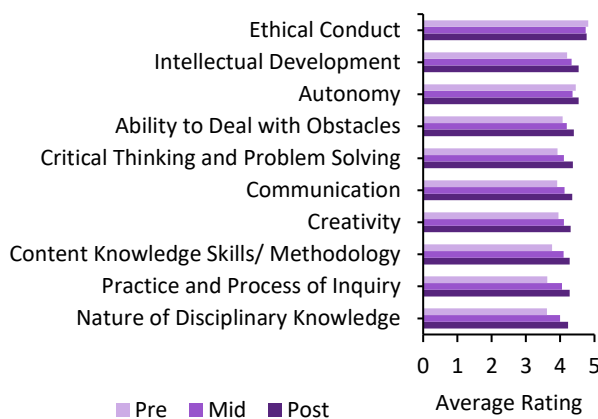 Ethical Conduct
Intellectual Development
Autonomy
Ability to Deal with Obstacles
Critical Thinking and Problem Solving
Communication
Creativity
Content Knowledge Skills/ Methodology
Practice and Process of Inquiry
Nature of Disciplinary Knowledge
0 1 2 3 4 5
Pre Mid Post Average Rating